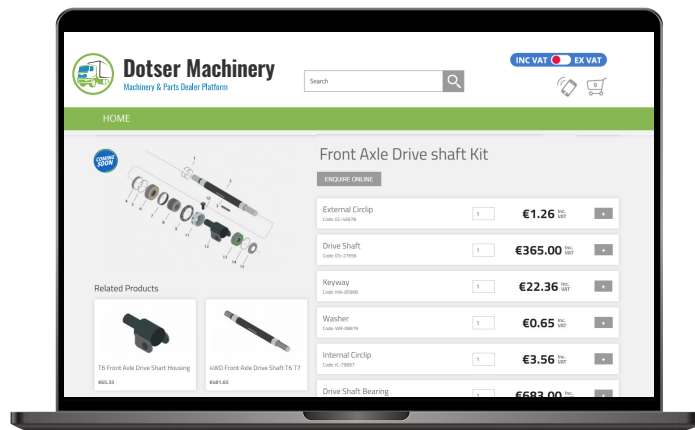 Dotser Machinery
Machinery & Parts Dealer Platform
Search
INC VAT EX VAT
0
HOME
COMING
SOON
Front Axle Drive shaft Kit
ENQUIRE ONLINE
External Circlip
1
€1.26 Inc. VAT
+
Drive Shaft
1
€365.00 Inc. VAT
+
Keyway
1
€22.36 Inc. VAT
+
Washer
1
€0.65 Inc. VAT
+
Internal Circlip
1
€3.56 Inc. VAT
+
Drive Shaft Bearing
1
€683.00 Inc.
Related Products
T6 Front Axle Drive Shart Housing
€65.35
4WD Front Axle Drive Shaft T6 T7
€481.65